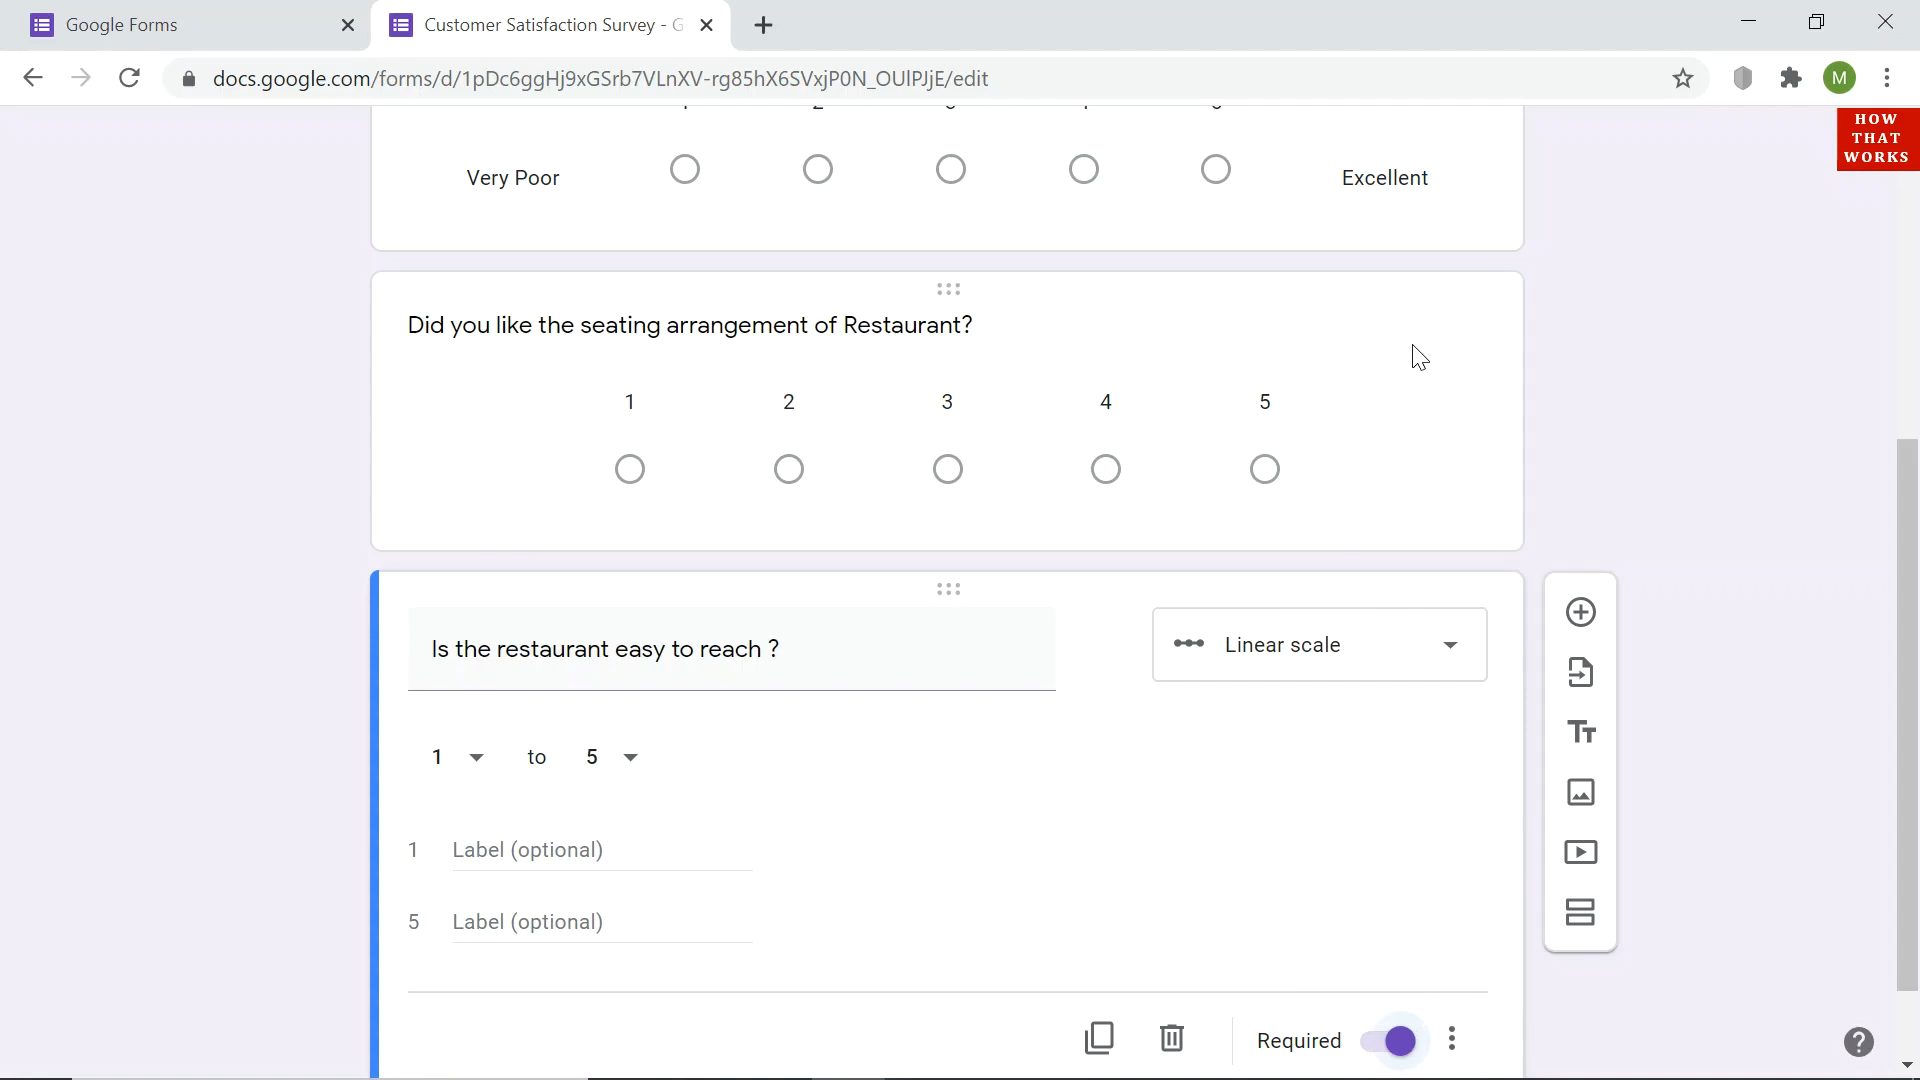 Google Forms
Customer Satisfaction Survey - G
docs.google.com/forms/d/1pDc6ggHj9xGSrb7VLnXV-rg85hX6SVxjP0N_OUlPJjE/edit
M
HOW
THAT
WORKS
Very Poor
Excellent
Did you like the seating arrangement of Restaurant?
1 2 3 4 5
Is the restaurant easy to reach ?
Linear scale
1 to 5
1 Label (optional)
5 Label (optional)
Required